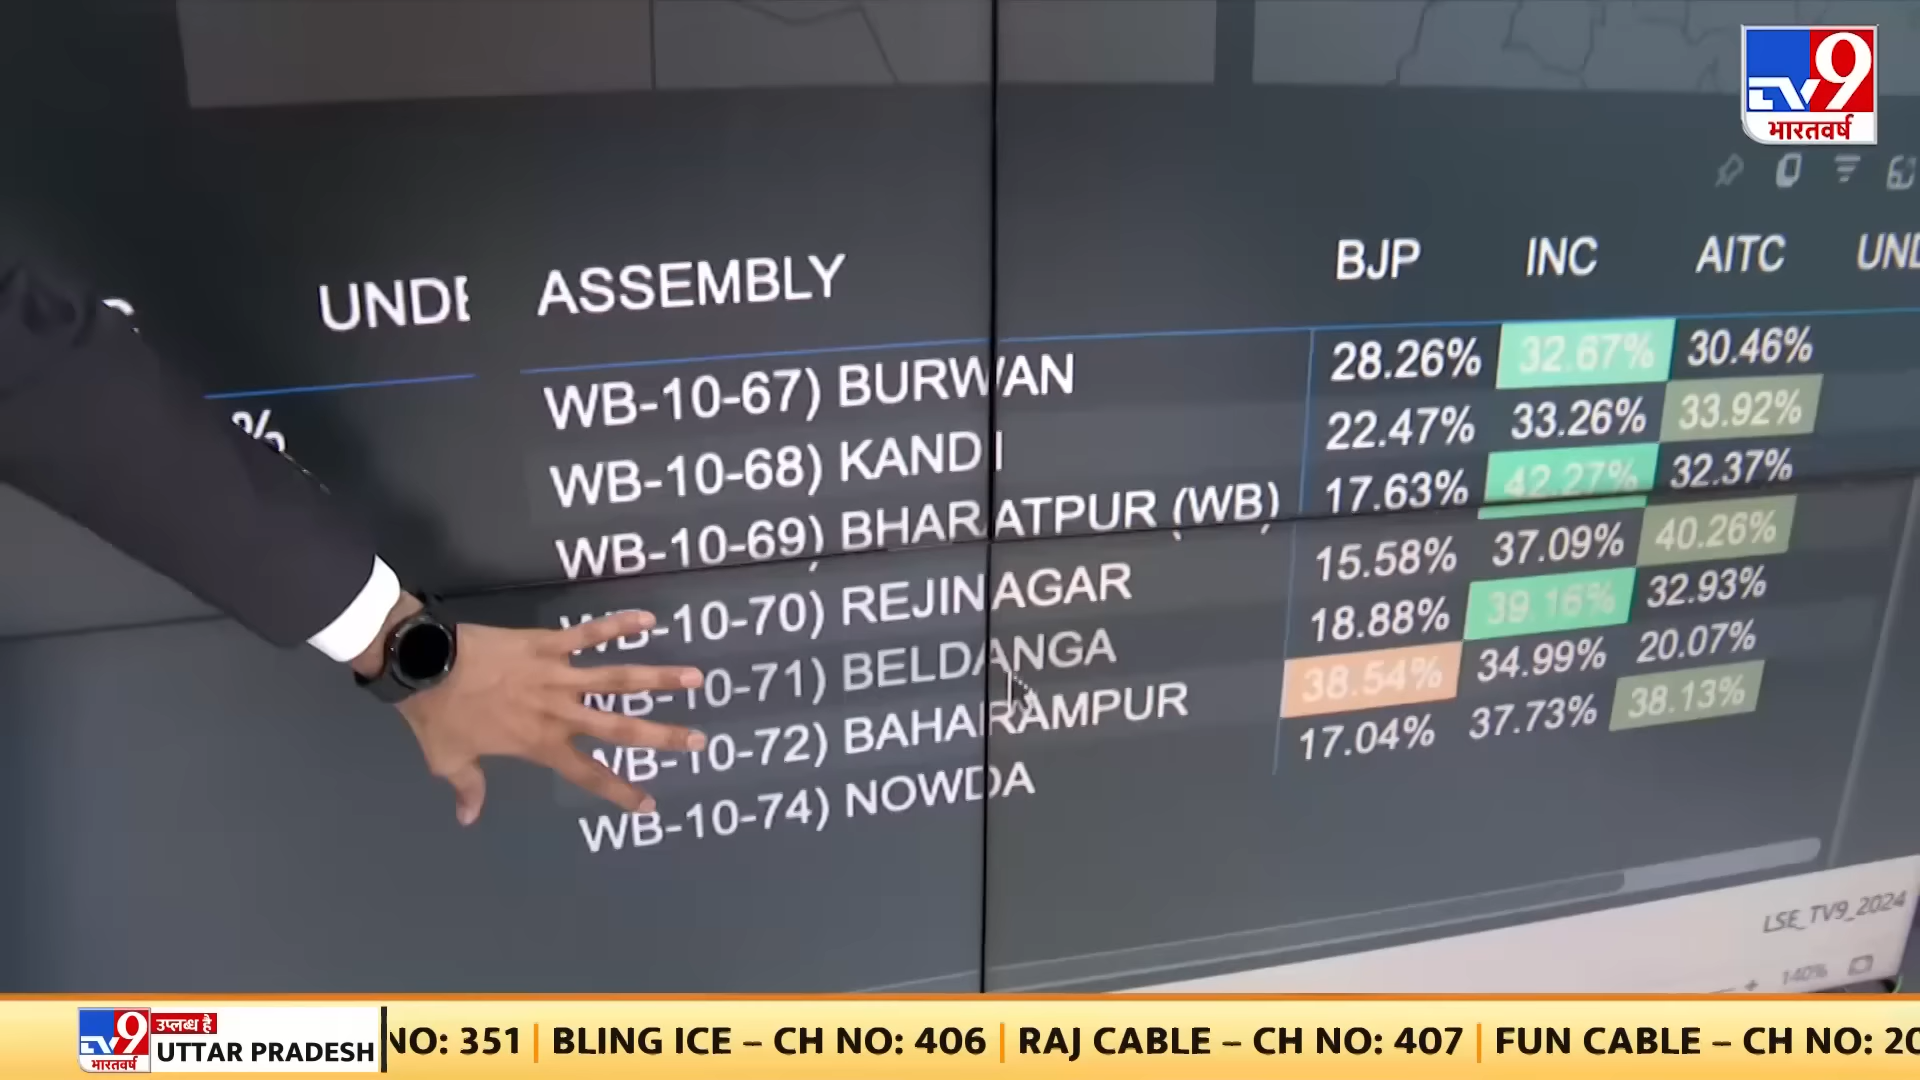 TV9
भारतवर्ष
UNDE
%
ASSEMBLY BJP INC AITC UND
WB-10-67) BURWAN 28.26% 32.67% 30.46%
WB-10-68) KANDI 22.47% 33.26% 33.92%
WB-10-69) BHARATPUR (WB) 17.63% 42.27% 32.37%
WB-10-70) REJINAGAR 15.58% 37.09% 40.26%
WB-10-71) BELDANGA 18.88% 39.16% 32.93%
WB-10-72) BAHARAMPUR 38.54% 34.99% 20.07%
WB-10-74) NOWDA 17.04% 37.73% 38.13%
LSE_TV9_2024
140%
TV9 भारतवर्ष
उपलब्ध है
UTTAR PRADESH
NO: 351 | BLING ICE – CH NO: 406 | RAJ CABLE – CH NO: 407 | FUN CABLE – CH NO: 20